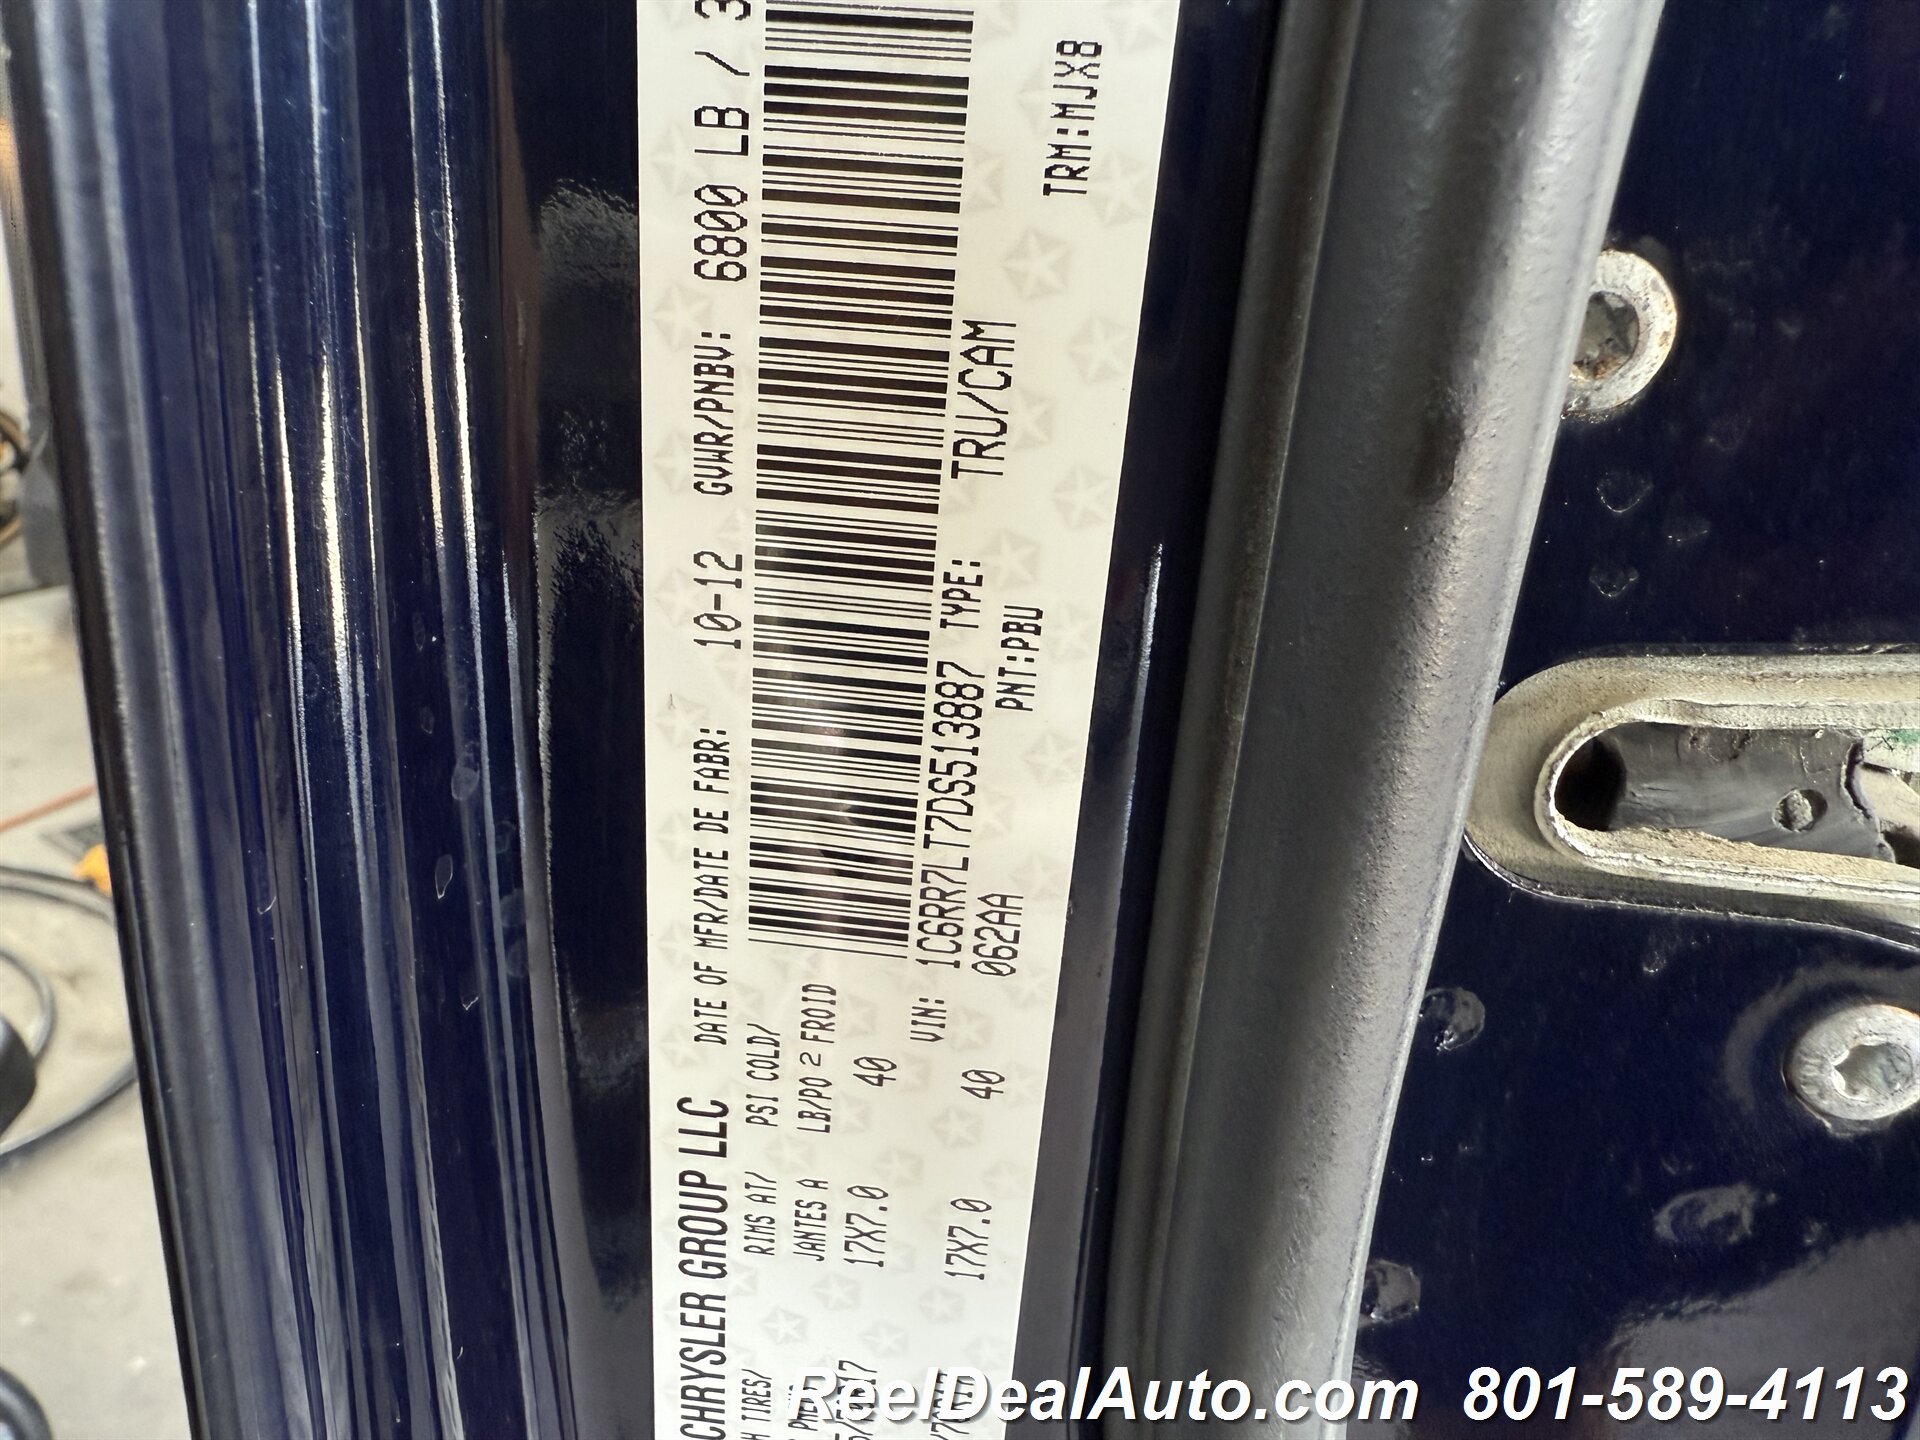 CHRYSLER GROUP LLC DATE OF MFR/DATE DE FABR: 10-12 GVWR/PNBV: 6800 LB /
TIRES/ RIMS AT/ PSI COLD/
JANTES A LB/PO 2 FROID
17X7.0 40
VIN: 1C6RR7LT7DS513887 TYPE: TRU/CAM
17X7.0 40 062AA PNT:PBU
TRM:MJX8
ReelDealAuto.com 801-589-4113